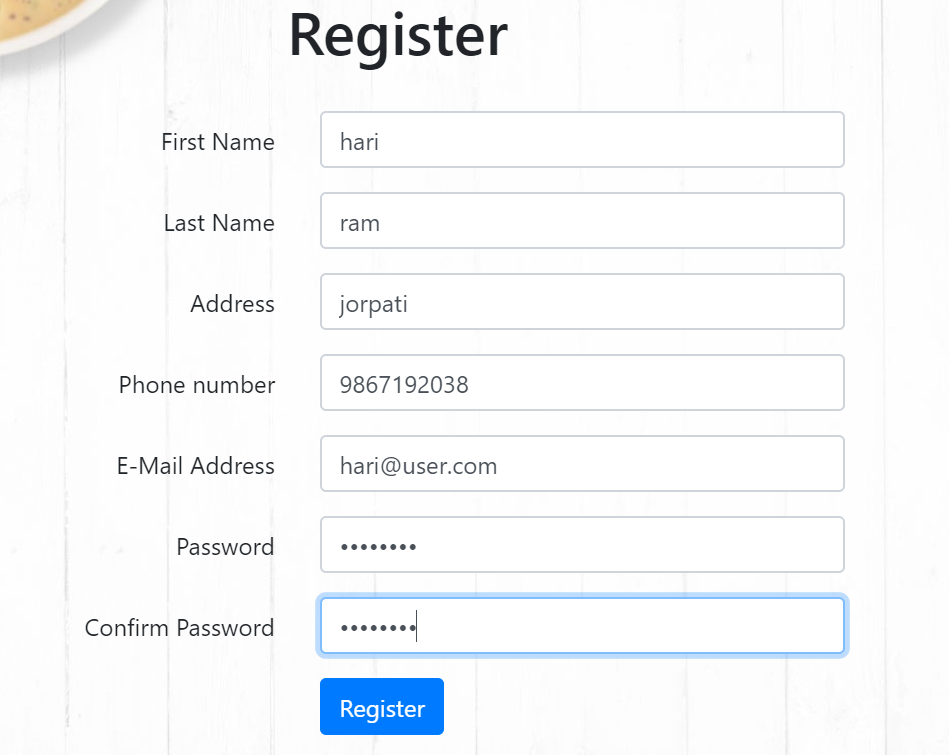 Register
First Name hari
Last Name ram
Address jorpati
Phone number 9867192038
E-Mail Address hari@user.com
Password ••••••••
Confirm Password ••••••••
Register